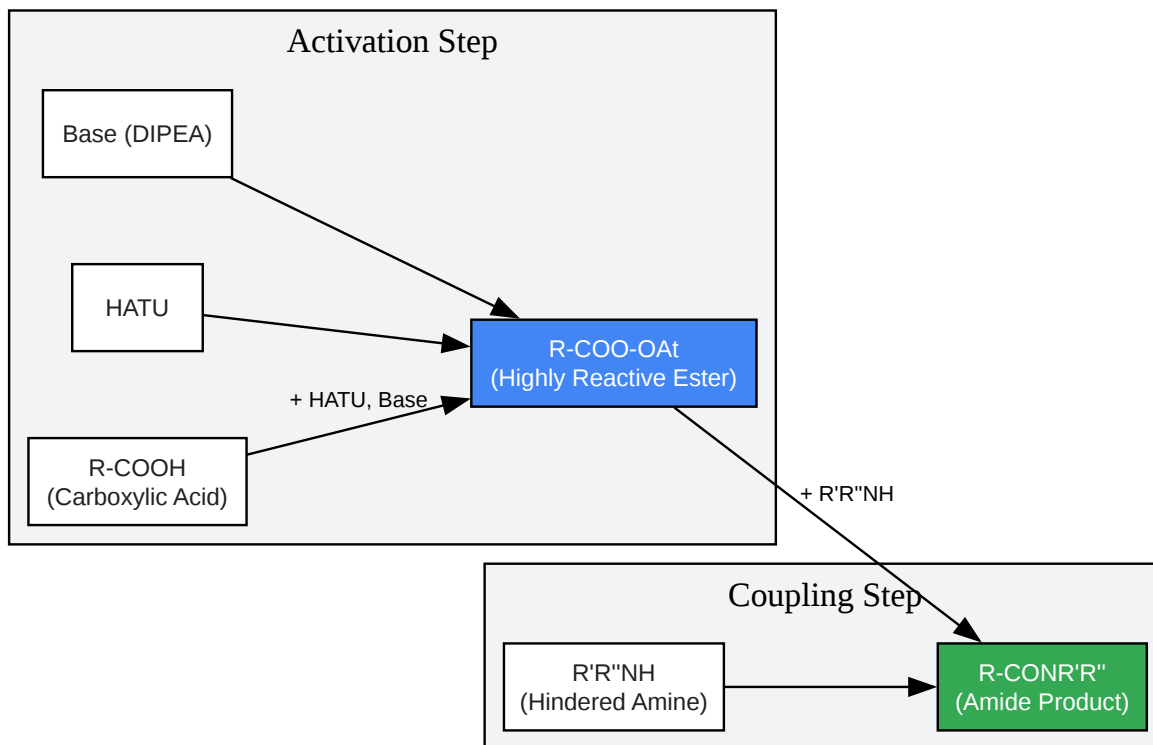 Activation Step
Base (DIPEA)
HATU
R-COO-OAt
(Highly Reactive Ester)
+ HATU, Base
R-COOH
(Carboxylic Acid)
+ R'R"NH
Coupling Step
R'R"NH
(Hindered Amine)
R-CONR'R"
(Amide Product)